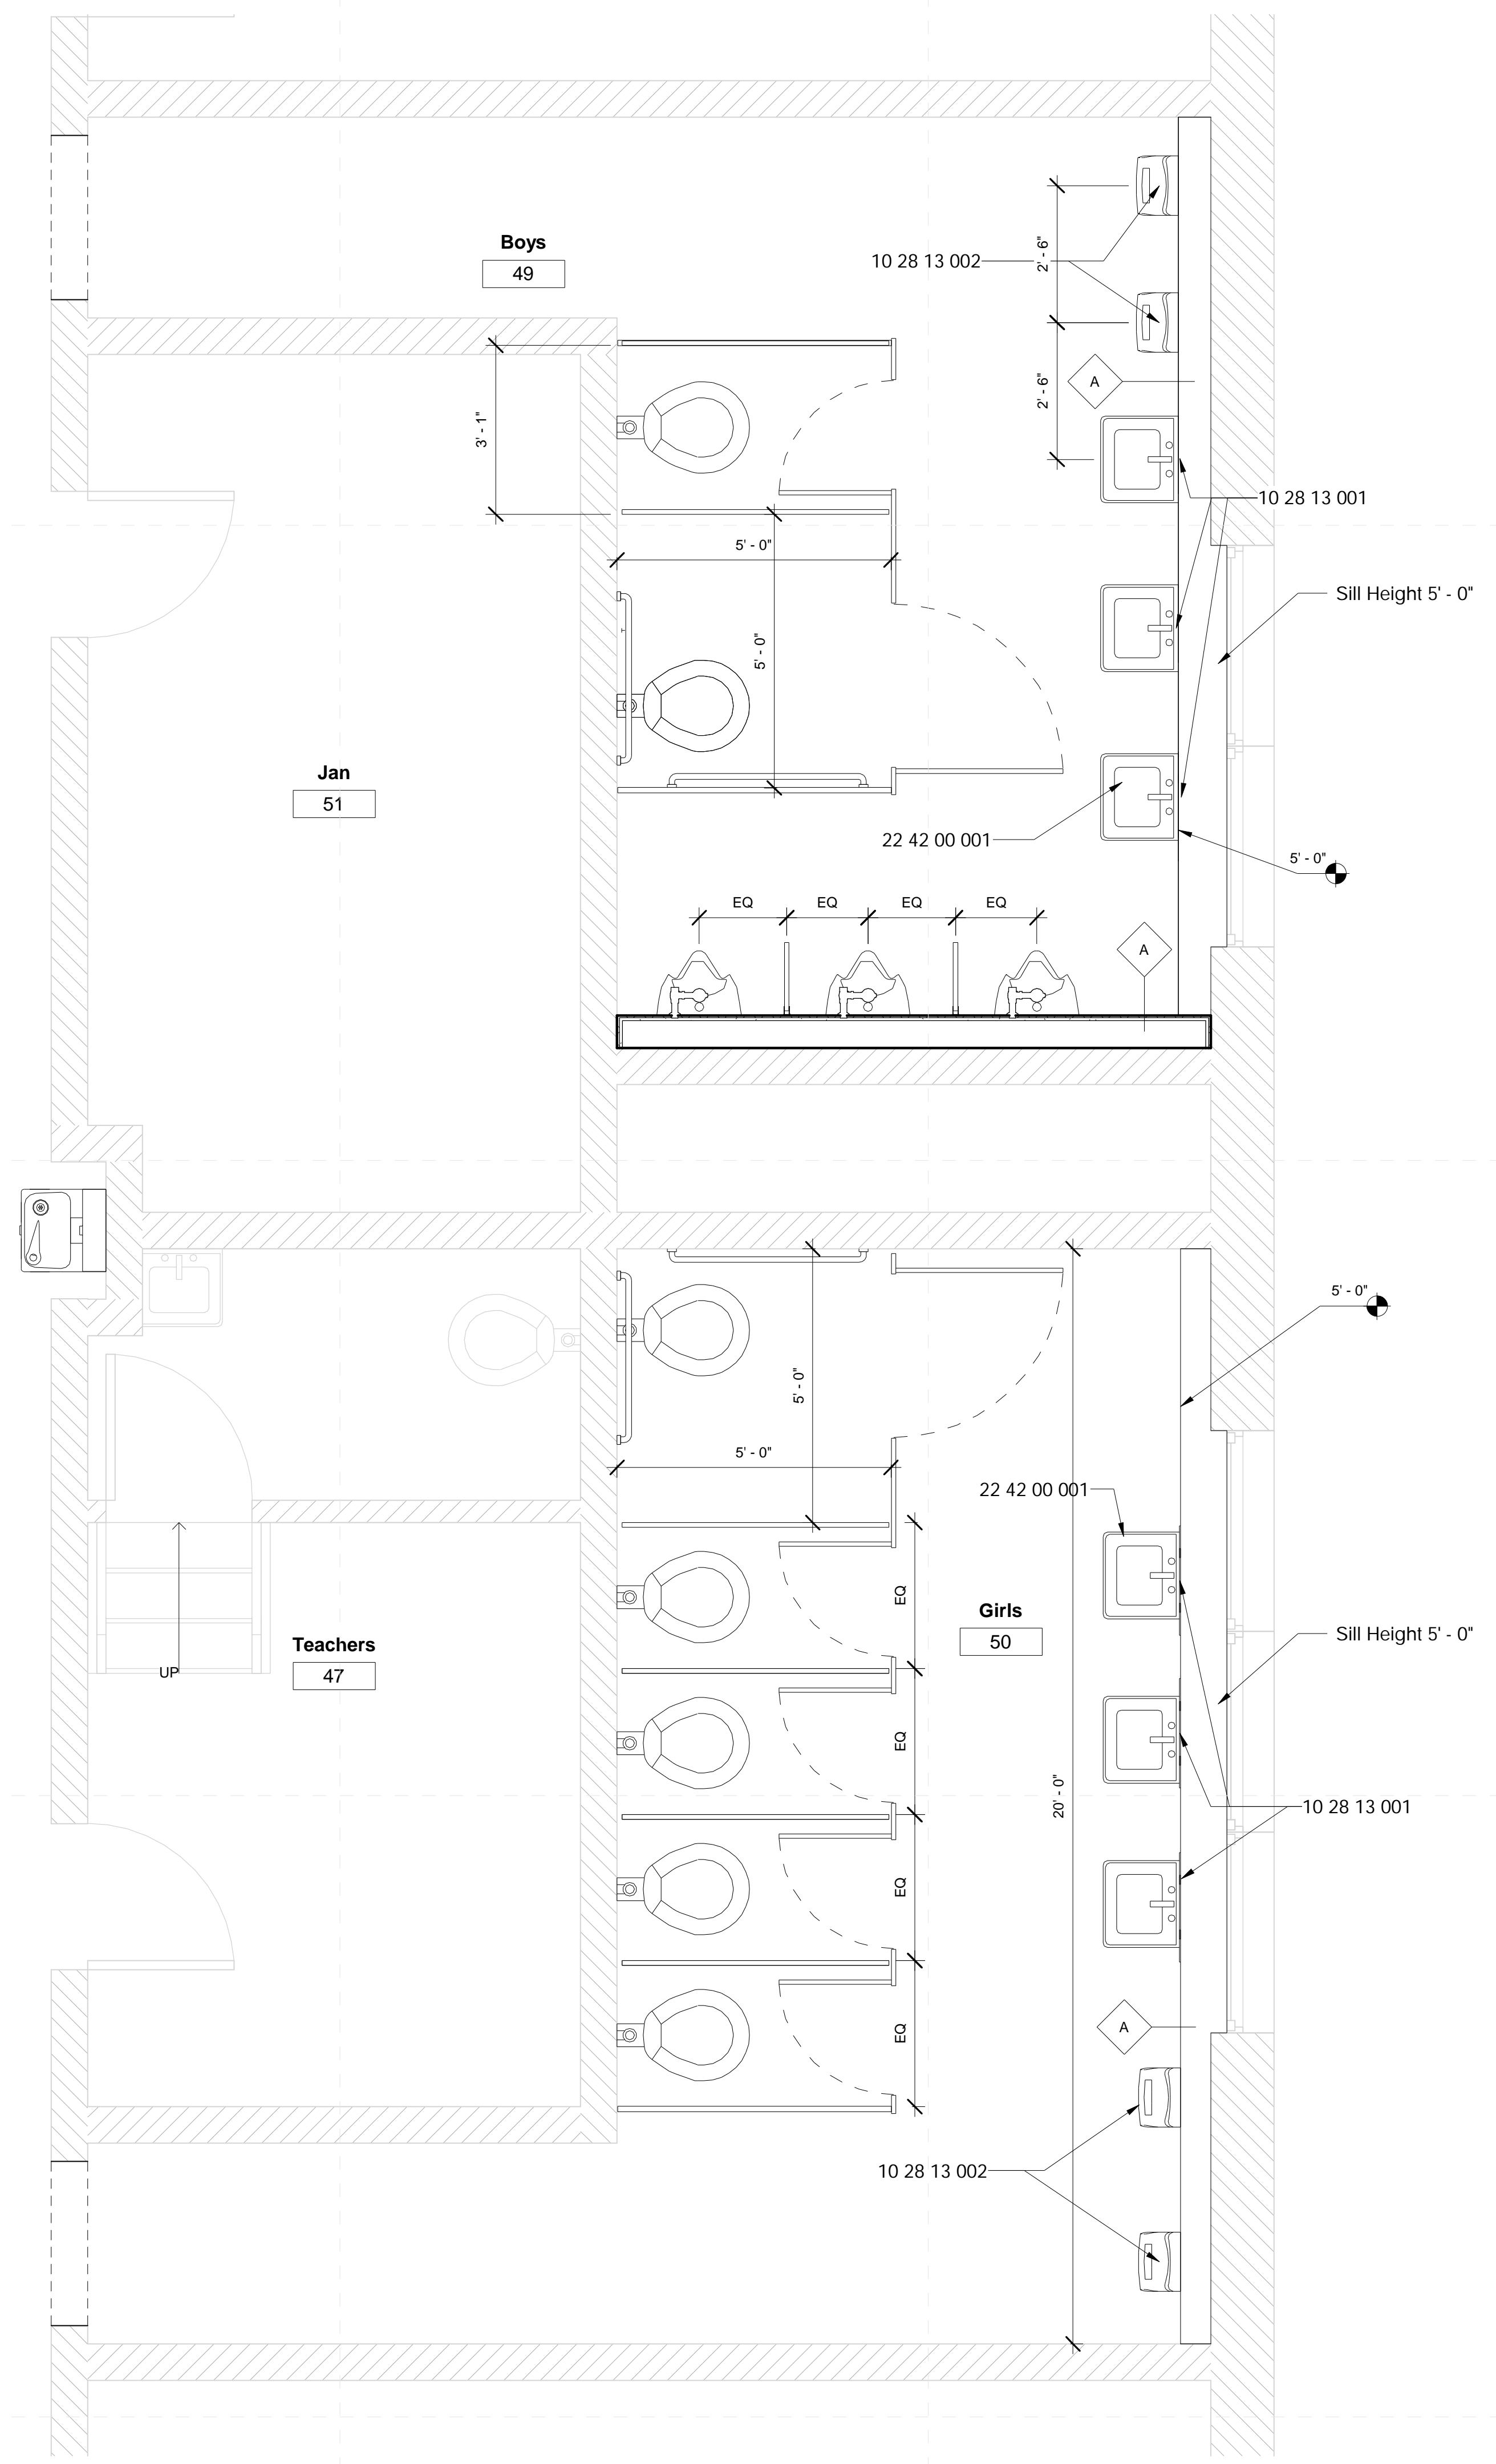 Boys
49
10 28 13 002
2' - 6"
2' - 6"
A
3' - 1"
10 28 13 001
5' - 0"
Sill Height 5' - 0"
5' - 0"
Jan
51
22 42 00 001
5' - 0"
EQ EQ EQ EQ
A
5' - 0"
5' - 0"
5' - 0"
22 42 00 001
EQ
Girls
50
Sill Height 5' - 0"
Teachers
47
UP
EQ
20' - 0"
10 28 13 001
EQ
EQ
A
10 28 13 002